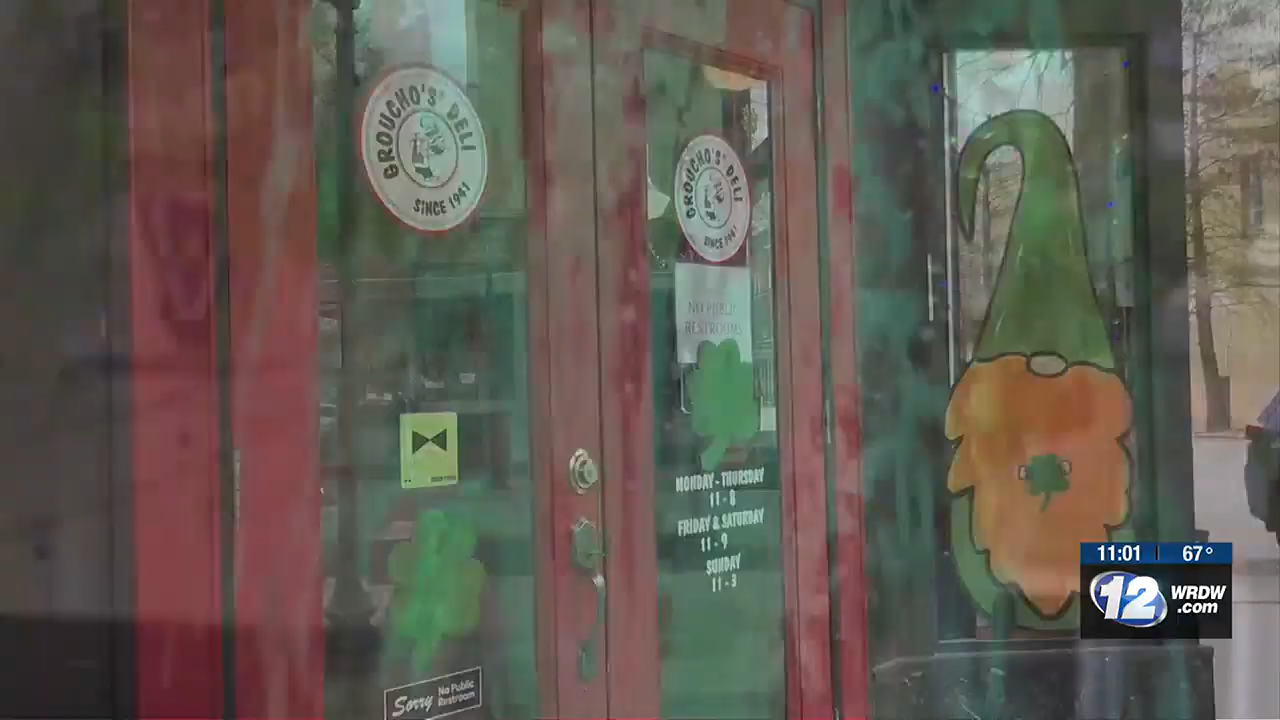 GROUCHO'S DELI
SINCE 1941
GROUCHO'S DELI
SINCE 1941
NO PUBLIC
RESTROOMS
MONDAY - THURSDAY
11 - 8
FRIDAY & SATURDAY
11 - 9
SUNDAY
11 - 3
Sorry No Public
Restroom
11:01 67°
12 WRDW
.com